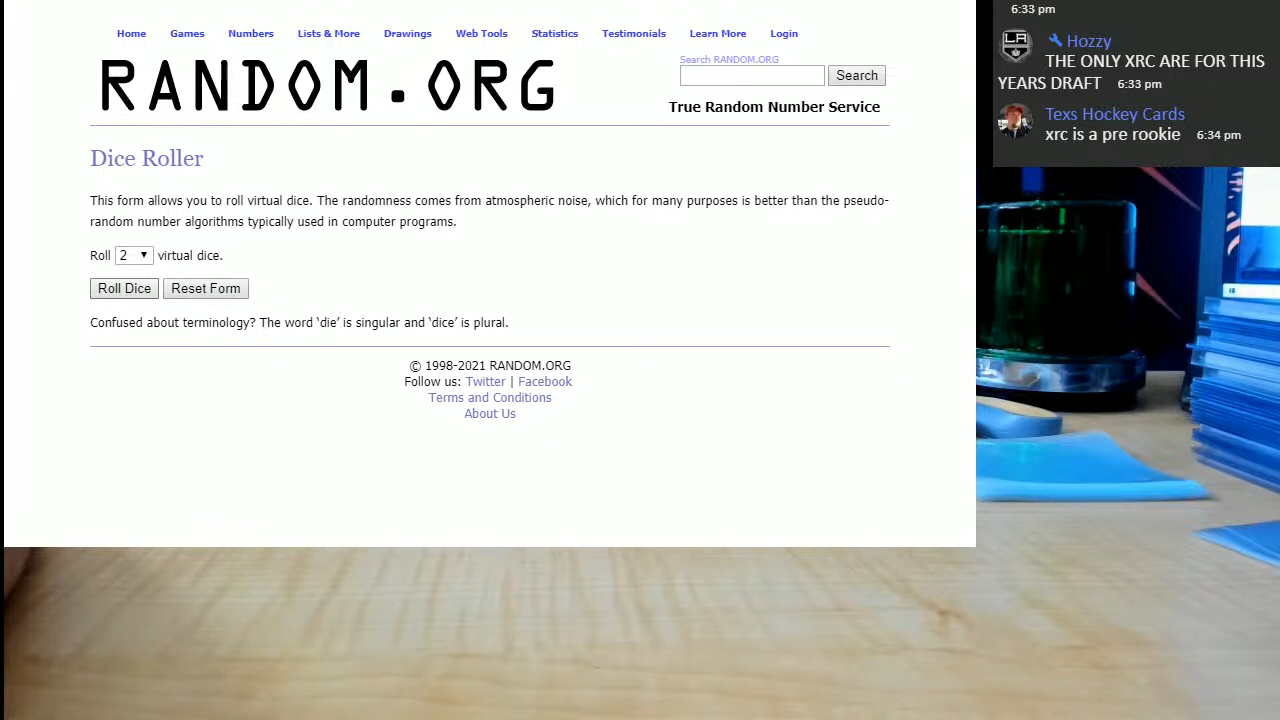 Home Games Numbers Lists & More Drawings Web Tools Statistics Testimonials Learn More Login
RANDOM.ORG
Search RANDOM.ORG
Search
True Random Number Service
Dice Roller
This form allows you to roll virtual dice. The randomness comes from atmospheric noise, which for many purposes is better than the pseudo-
random number algorithms typically used in computer programs.
Roll 2 virtual dice.
Roll Dice Reset Form
Confused about terminology? The word ‘die’ is singular and ‘dice’ is plural.
© 1998-2021 RANDOM.ORG
Follow us: Twitter | Facebook
Terms and Conditions
About Us
6:33 pm
LA
Hozzy
THE ONLY XRC ARE FOR THIS
YEARS DRAFT 6:33 pm
Texs Hockey Cards
xrc is a pre rookie 6:34 pm